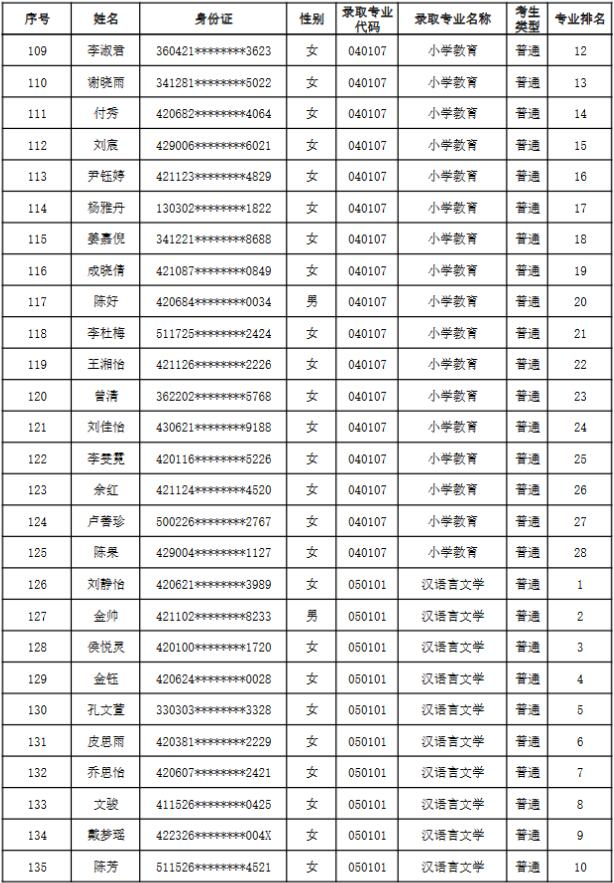 序号 姓名 身份证 性别 录取专业代码 录取专业名称 考生类型 专业排名
109 李淑君 360421********3623 女 040107 小学教育 普通 12
110 谢晓雨 341281********5022 女 040107 小学教育 普通 13
111 付秀 420682********4064 女 040107 小学教育 普通 14
112 刘宸 429006********6021 女 040107 小学教育 普通 15
113 尹钰婷 421123********4829 女 040107 小学教育 普通 16
114 杨雅丹 130302********1822 女 040107 小学教育 普通 17
115 姜嘉倪 341221********8688 女 040107 小学教育 普通 18
116 成晓倩 421087********0849 女 040107 小学教育 普通 19
117 陈好 420684********0034 男 040107 小学教育 普通 20
118 李杜梅 511725********2424 女 040107 小学教育 普通 21
119 王湘怡 421126********2226 女 040107 小学教育 普通 22
120 曾清 362202********5768 女 040107 小学教育 普通 23
121 刘佳怡 430621********9188 女 040107 小学教育 普通 24
122 李雯霓 420116********5226 女 040107 小学教育 普通 25
123 余红 421124********4520 女 040107 小学教育 普通 26
124 卢善珍 500226********2767 女 040107 小学教育 普通 27
125 陈果 429004********1127 女 040107 小学教育 普通 28
126 刘静怡 420621********3989 女 050101 汉语言文学 普通 1
127 金帅 421102********8233 男 050101 汉语言文学 普通 2
128 侯悦灵 420100********1720 女 050101 汉语言文学 普通 3
129 金钰 420624********0028 女 050101 汉语言文学 普通 4
130 孔文萱 330303********3328 女 050101 汉语言文学 普通 5
131 皮思雨 420381********2229 女 050101 汉语言文学 普通 6
132 乔思怡 420607********2421 女 050101 汉语言文学 普通 7
133 文骏 411526********0425 女 050101 汉语言文学 普通 8
134 戴梦瑶 422326********004X 女 050101 汉语言文学 普通 9
135 陈芳 511526********4521 女 050101 汉语言文学 普通 10